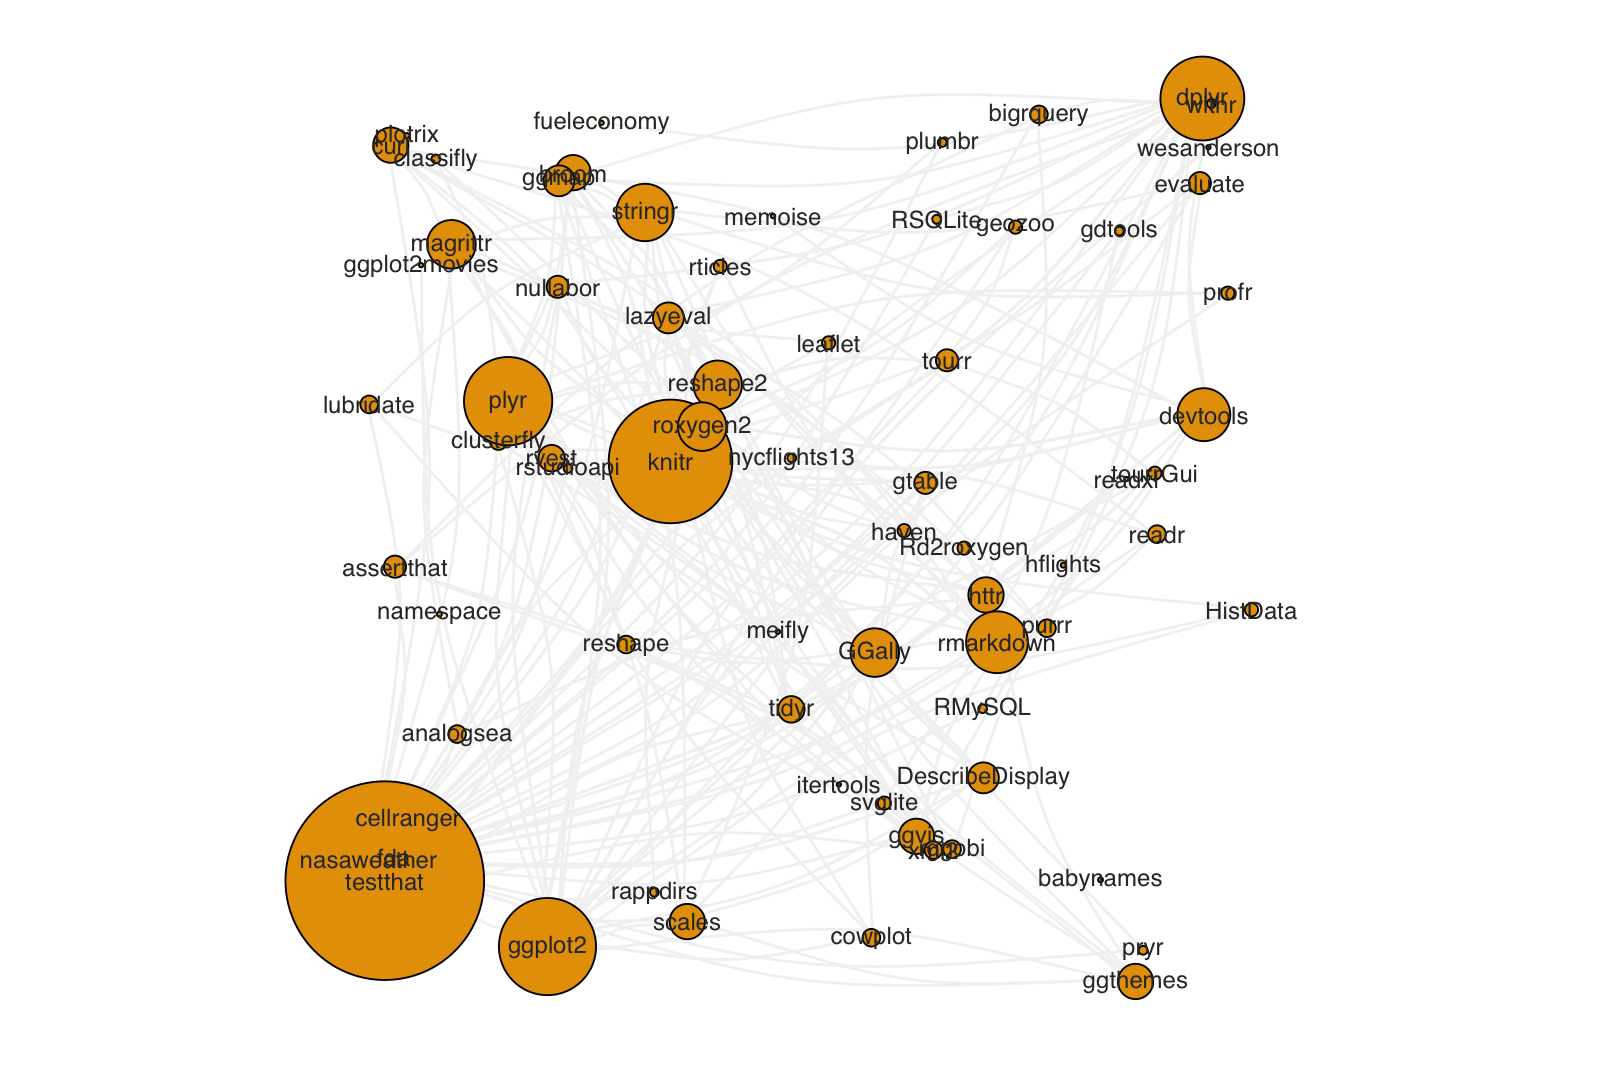 dplyr
withr
bigrquery
fueleconomy
plotrix
curl
plumbr
wesanderson
classifly
broom
ggmap
evaluate
stringr
memoise
RSQLite
geozoo
gdtools
magrittr
ggplot2movies
rticles
nullabor
profr
lazyeval
leaflet
tourr
reshape2
plyr
lubridate
devtools
roxygen2
clusterfly
rvest
rstudioapi
knitr
nycflights13
tourrGui
readxl
gtable
haven
Rd2roxygen
readr
hflights
assertthat
httr
namespace
HistData
purrr
meifly
reshape
GGally
rmarkdown
tidyr
RMySQL
analogsea
DescribeDisplay
itertools
svglite
cellranger
ggvis
rggobi
nasaweather
testthat
babynames
rappdirs
scales
cowplot
ggplot2
pryr
ggthemes